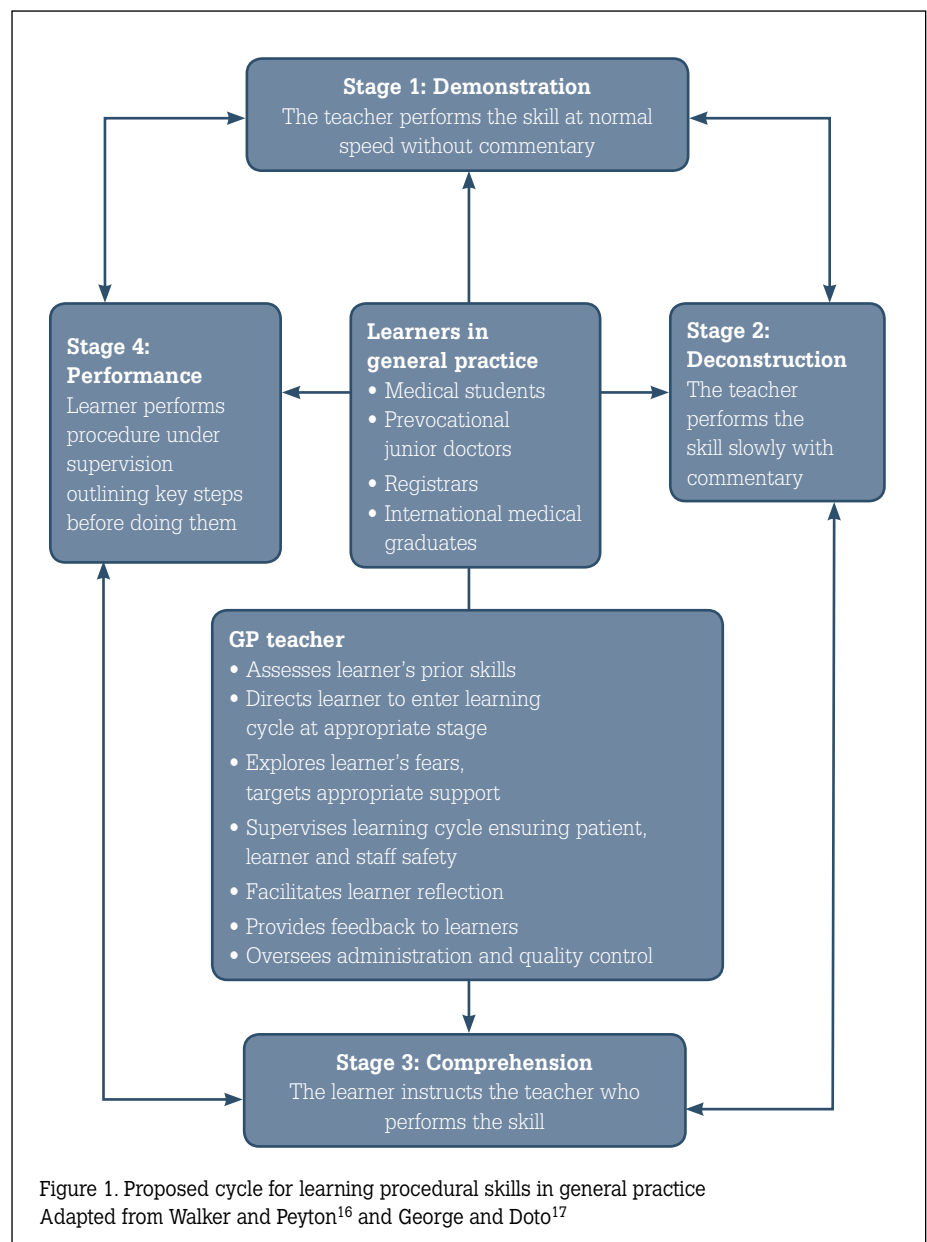 Stage 1: Demonstration
The teacher performs the skill at normal
speed without commentary
Stage 4:
Performance
Learner performs
procedure under
supervision
outlining key steps
before doing them
Learners in
general practice
• Medical students
• Prevocational
junior doctors
• Registrars
• International medical
graduates
Stage 2:
Deconstruction
The teacher
performs the
skill slowly with
commentary
GP teacher
• Assesses learner’s prior skills
• Directs learner to enter learning
cycle at appropriate stage
• Explores learner’s fears,
targets appropriate support
• Supervises learning cycle ensuring patient,
learner and staff safety
• Facilitates learner reflection
• Provides feedback to learners
• Oversees administration and quality control
Stage 3: Comprehension
The learner instructs the teacher who
performs the skill
Figure 1. Proposed cycle for learning procedural skills in general practice
Adapted from Walker and Peyton¹⁶ and George and Doto¹⁷